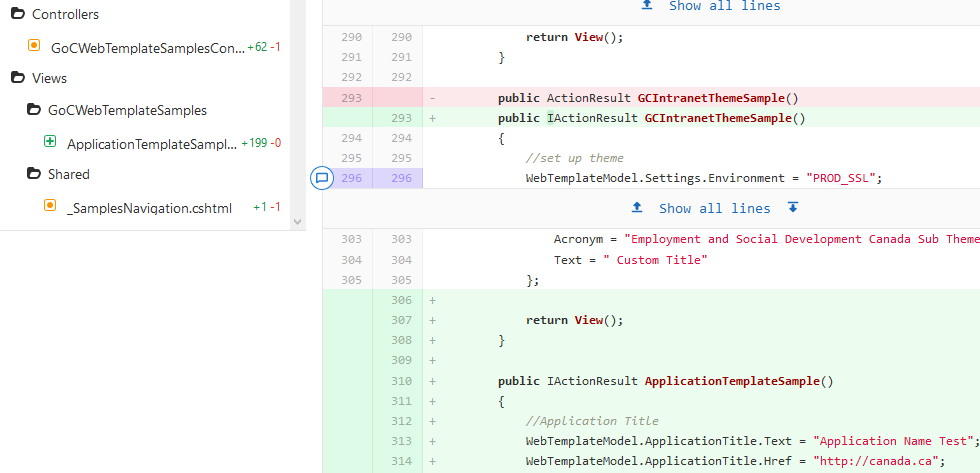 Controllers
GoCWebTemplateSamplesCon... +62 -1
Views
GoCWebTemplateSamples
ApplicationTemplateSampl... +199 -0
Shared
_SamplesNavigation.cshtml +1 -1
Show all lines
290 290 return View();
291 291 }
292 292
293 - public ActionResult GCIntranetThemeSample()
293 + public IActionResult GCIntranetThemeSample()
294 294 {
295 295 //set up theme
296 296 WebTemplateModel.Settings.Environment = "PROD_SSL";
Show all lines
303 303 Acronym = "Employment and Social Development Canada Sub Theme
304 304 Text = " Custom Title"
305 305 };
306 +
307 + return View();
308 + }
309 +
310 + public IActionResult ApplicationTemplateSample()
311 + {
312 + //Application Title
313 + WebTemplateModel.ApplicationTitle.Text = "Application Name Test";
314 + WebTemplateModel.ApplicationTitle.Href = "http://canada.ca";